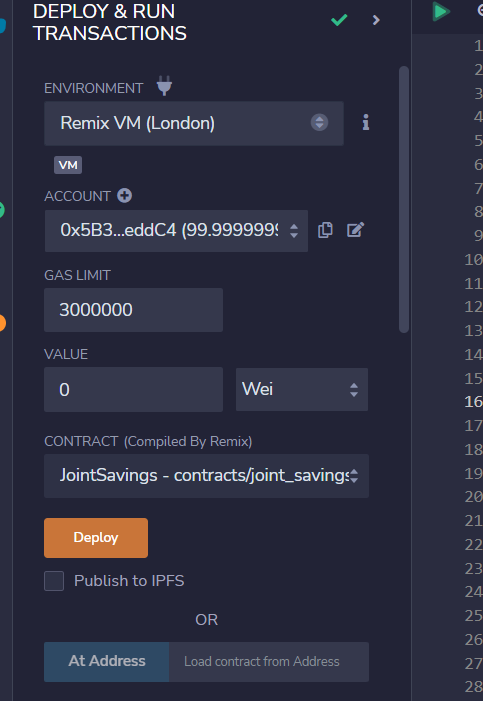 DEPLOY & RUN
TRANSACTIONS
ENVIRONMENT
Remix VM (London)
VM
ACCOUNT
0x5B3...eddC4 (99.9999999
GAS LIMIT
3000000
VALUE
0 Wei
CONTRACT (Compiled By Remix)
JointSavings - contracts/joint_savings
Deploy
Publish to IPFS
OR
At Address Load contract from Address
1
2
3
4
5
6
7
8
9
10
11
12
13
14
15
16
17
18
19
20
21
22
23
24
25
26
27
28